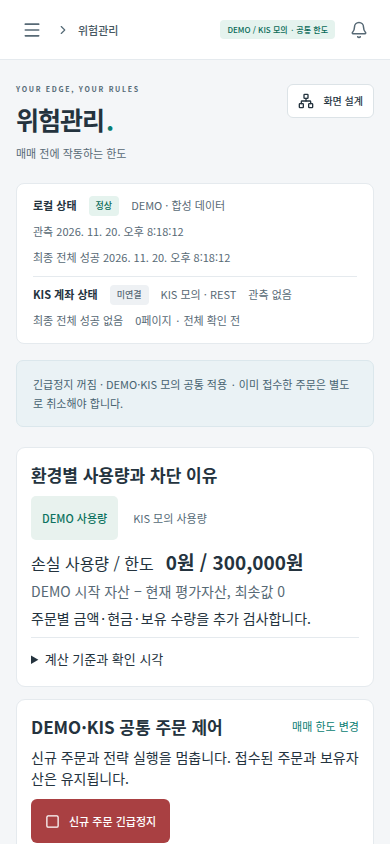 위험관리
DEMO / KIS 모의 · 공통 한도
YOUR EDGE, YOUR RULES
위험관리.
화면 설계
매매 전에 작동하는 한도
로컬 상태 정상 DEMO · 합성 데이터
관측 2026. 11. 20. 오후 8:18:12
최종 전체 성공 2026. 11. 20. 오후 8:18:12
KIS 계좌 상태 미연결 KIS 모의 · REST 관측 없음
최종 전체 성공 없음 0페이지 · 전체 확인 전
긴급정지 꺼짐 · DEMO·KIS 모의 공통 적용 · 이미 접수한 주문은 별도
로 취소해야 합니다.
환경별 사용량과 차단 이유
DEMO 사용량 KIS 모의 사용량
손실 사용량 / 한도 0원 / 300,000원
DEMO 시작 자산 − 현재 평가자산, 최솟값 0
주문별 금액·현금·보유 수량을 추가 검사합니다.
▶ 계산 기준과 확인 시각
DEMO·KIS 공통 주문 제어 매매 한도 변경
신규 주문과 전략 실행을 멈춥니다. 접수된 주문과 보유자
산은 유지됩니다.
신규 주문 긴급정지